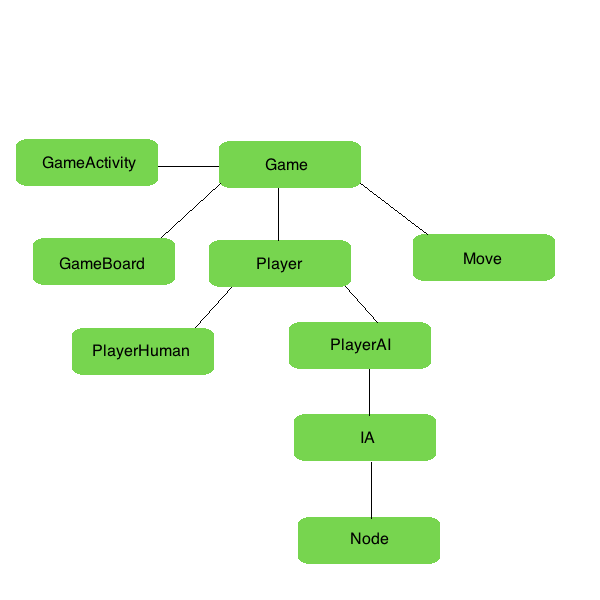 GameActivity
Game
GameBoard
Player
Move
PlayerHuman
PlayerAI
IA
Node